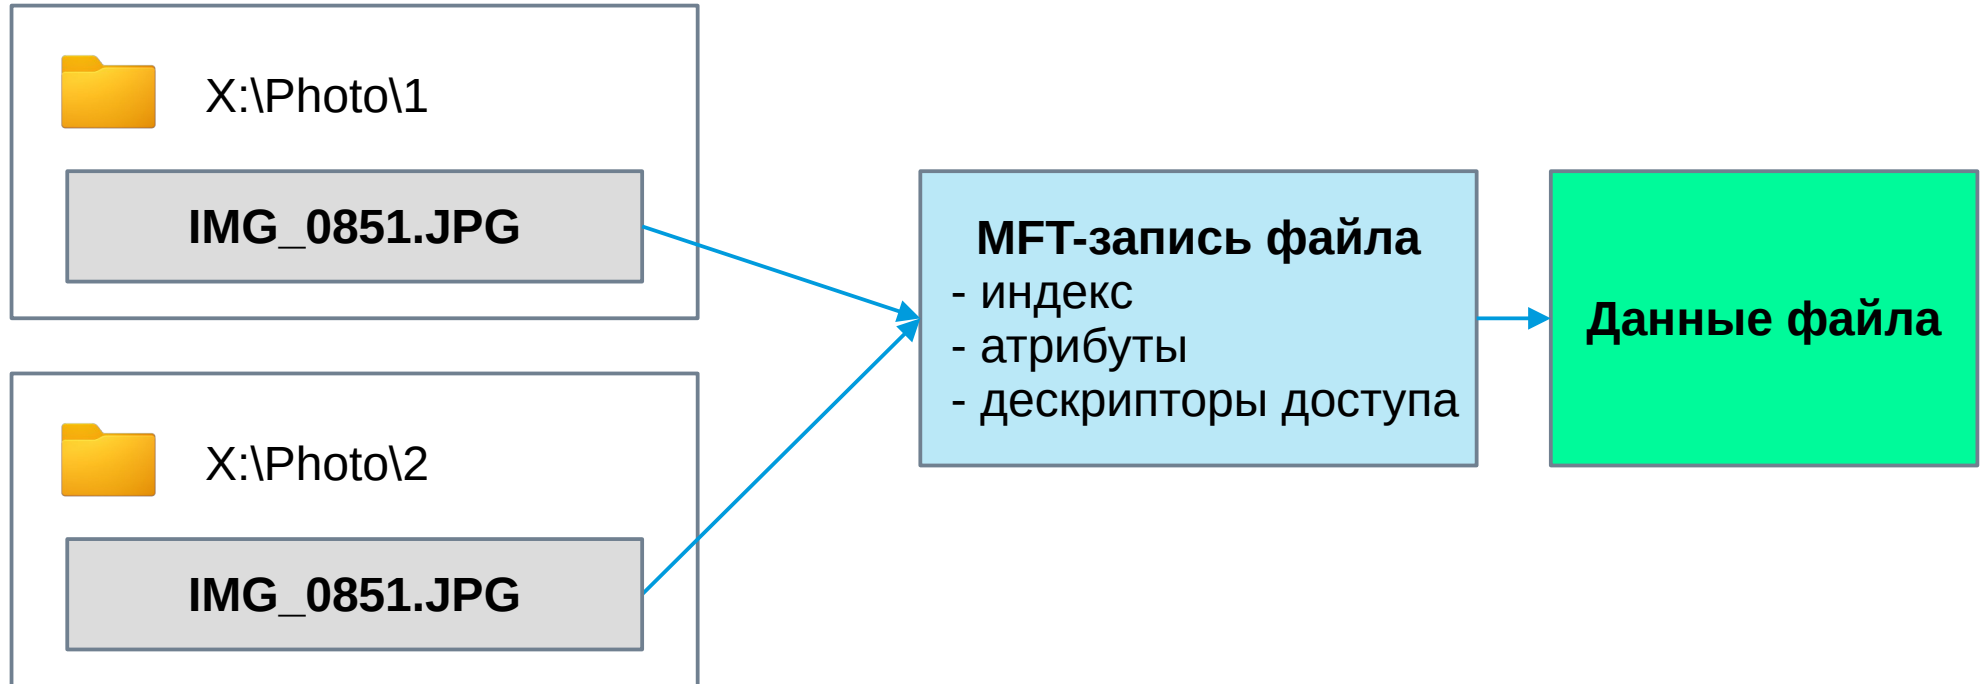 X:\Photo\1
IMG_0851.JPG
X:\Photo\2
IMG_0851.JPG
MFT-запись файла
- индекс
- атрибуты
- дескрипторы доступа
Данные файла